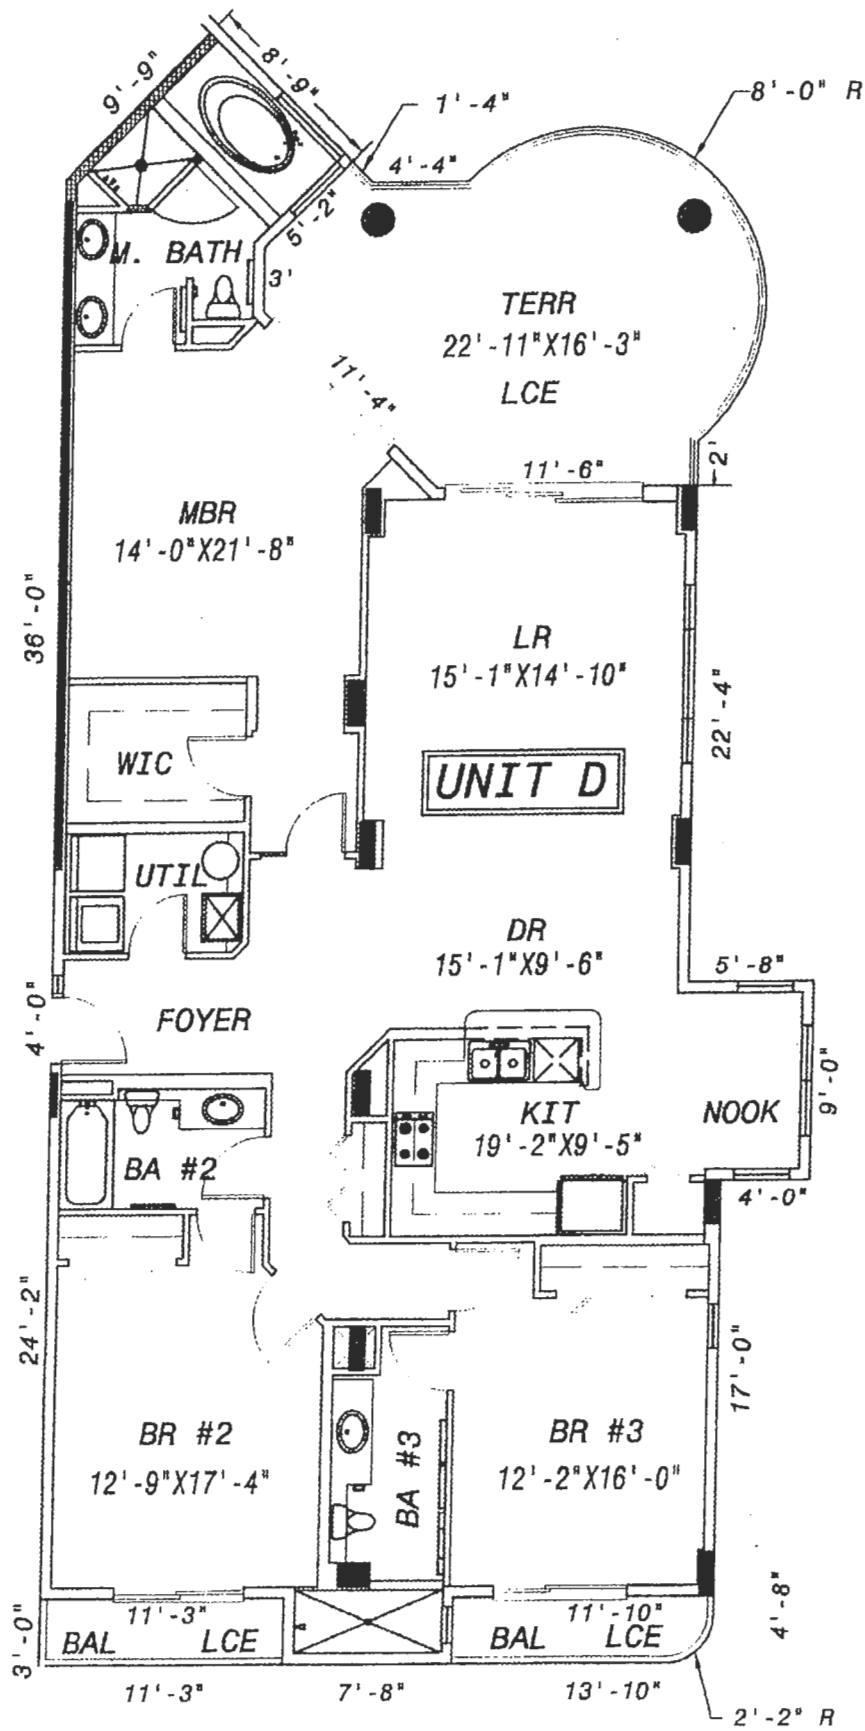 9'-9"
8'-9"
1'-4"
8'-0" R
4'-4"
5'-2"
M. BATH
3'
TERR
22'-11"X16'-3"
LCE
11'-4"
11'-6"
2'
MBR
14'-0"X21'-8"
36'-0"
LR
15'-1"X14'-10"
22'-4"
WIC
UNIT D
UTIL
DR
15'-1"X9'-6"
5'-8"
FOYER
4'-0"
KIT
19'-2"X9'-5"
NOOK
9'-0"
BA #2
4'-0"
24'-2"
17'-0"
BR #2
12'-9"X17'-4"
BA #3
BR #3
12'-2"X16'-0"
11'-3"
11'-10"
4'-8"
3'-0"
BAL LCE
BAL LCE
11'-3"
7'-8"
13'-10"
2'-2" R